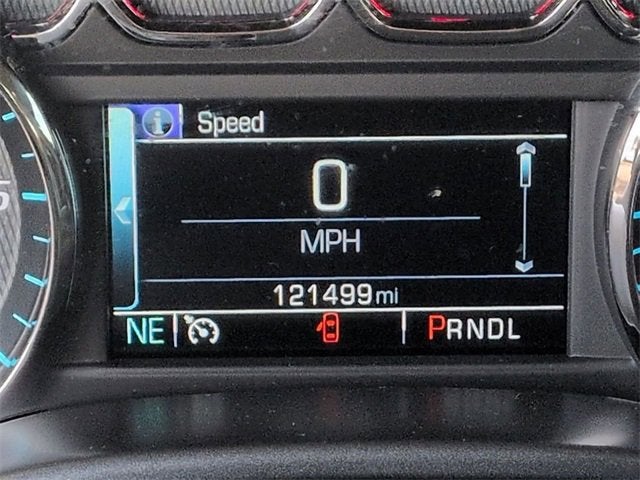 i Speed
0
MPH
121499 mi
NE PRNDL